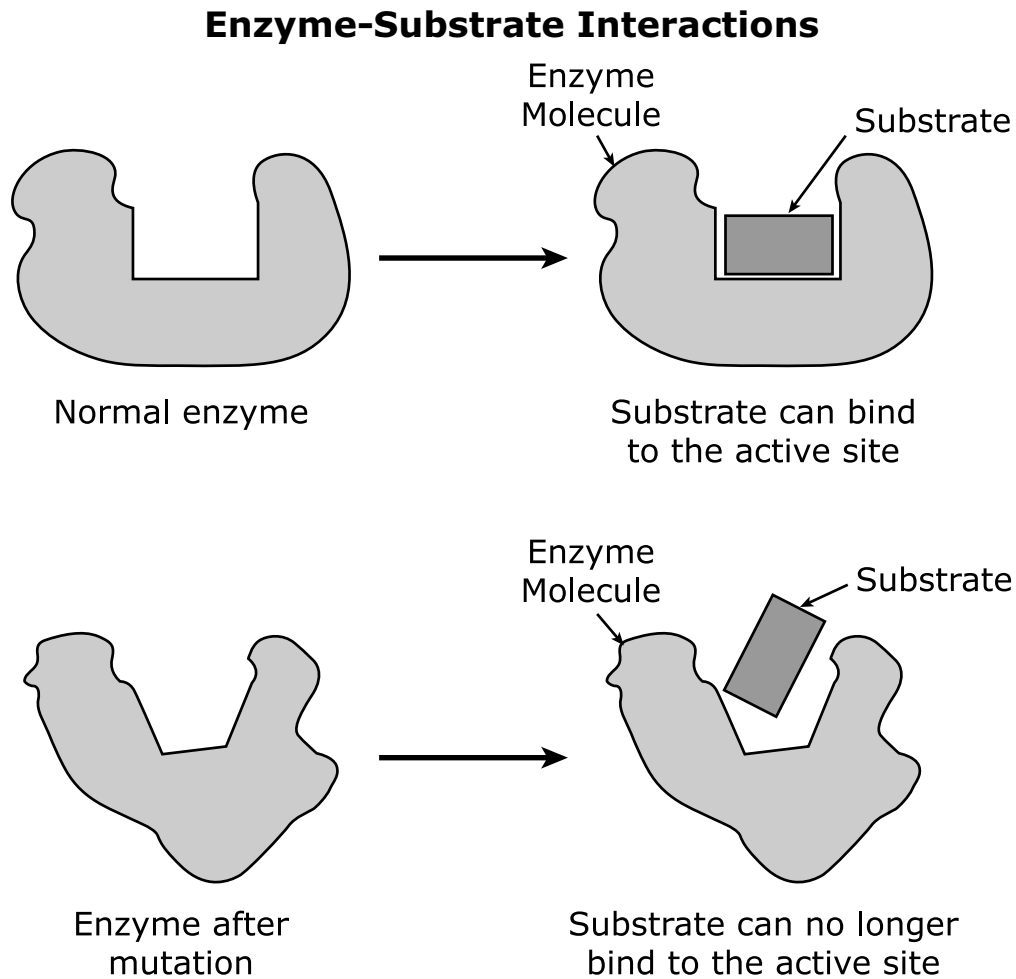 Enzyme-Substrate Interactions
Enzyme
Molecule
Substrate
Normal enzyme
Substrate can bind
to the active site
Enzyme
Molecule
Substrate
Enzyme after
mutation
Substrate can no longer
bind to the active site